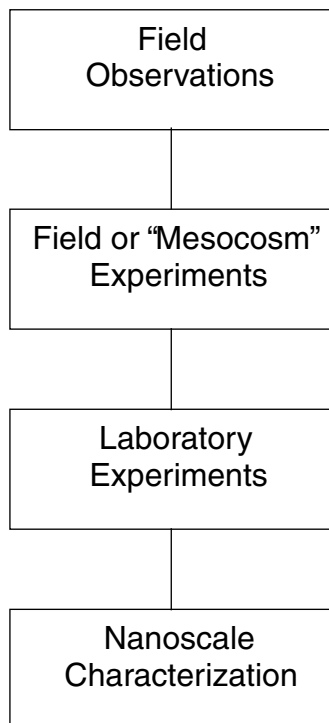 Field
Observations
Field or “Mesocosm”
Experiments
Laboratory
Experiments
Nanoscale
Characterization